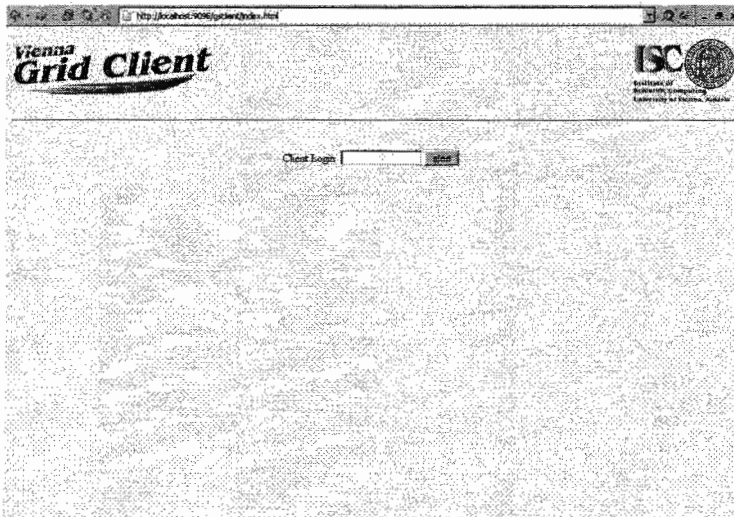 http://localhost:9096/gsclient/index.html
Vienna
Grid Client
ISC
Institute of
Scientific Computing
University of Vienna, Austria
Client Login